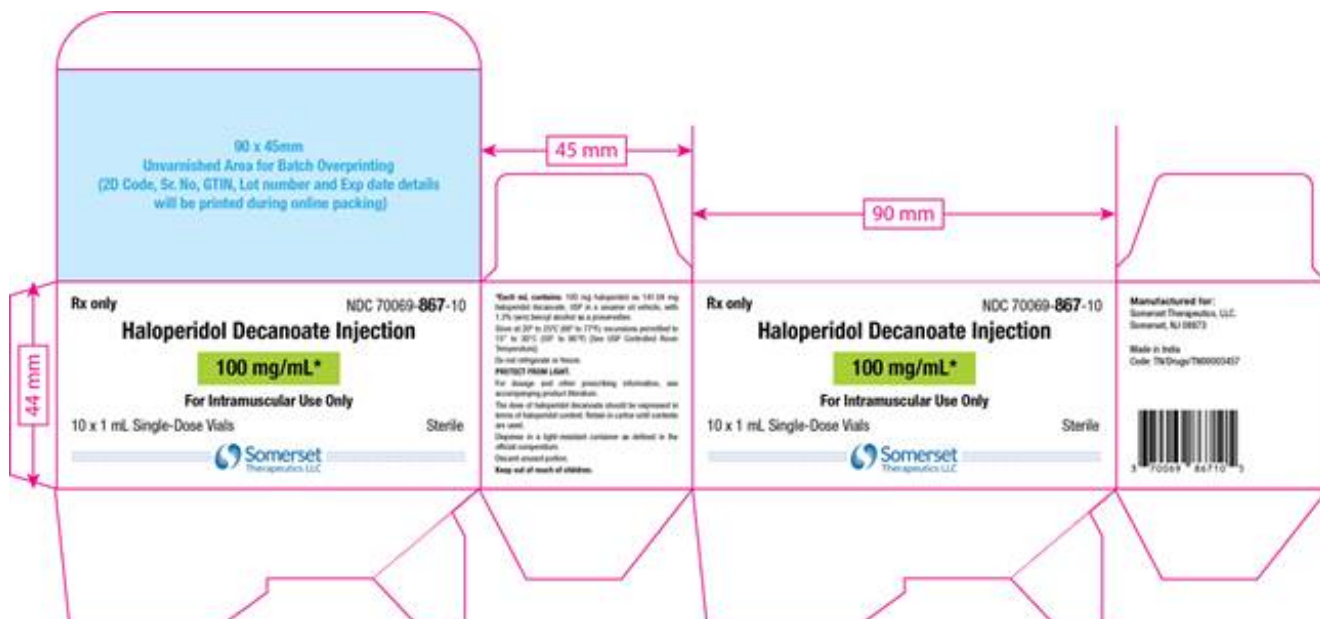 90 x 45mm
Unvarnished Area for Batch Overprinting
(2D Code, Sr. No, GTIN, Lot number and Exp date details
will be printed during online packing)
45 mm
90 mm
44 mm
Rx only
NDC 70069-867-10
Haloperidol Decanoate Injection
100 mg/mL*
For Intramuscular Use Only
10 x 1 mL Single-Dose Vials
Sterile
Somerset
Therapeutics LLC
*Each mL contains: 100 mg haloperidol as 141.04 mg
haloperidol decanoate, USP in a sesame oil vehicle, with
1.2% (w/v) benzyl alcohol as a preservative.
Store at 20° to 25°C (68° to 77°F); excursions permitted to
15° to 30°C (59° to 86°F) [See USP Controlled Room
Temperature].
Do not refrigerate or freeze.
PROTECT FROM LIGHT.
For dosage and other prescribing information, see
accompanying product literature.
The dose of haloperidol decanoate should be expressed in
terms of haloperidol content. Retain in carton until contents
are used.
Dispense in a light-resistant container as defined in the
official compendium.
Discard unused portion.
Keep out of reach of children.
Rx only
NDC 70069-867-10
Haloperidol Decanoate Injection
100 mg/mL*
For Intramuscular Use Only
10 x 1 mL Single-Dose Vials
Sterile
Somerset
Therapeutics LLC
Manufactured for:
Somerset Therapeutics, LLC.
Somerset, NJ 08873
Made in India
Code: TN/Drugs/TN00003457
3 70069 86710 5